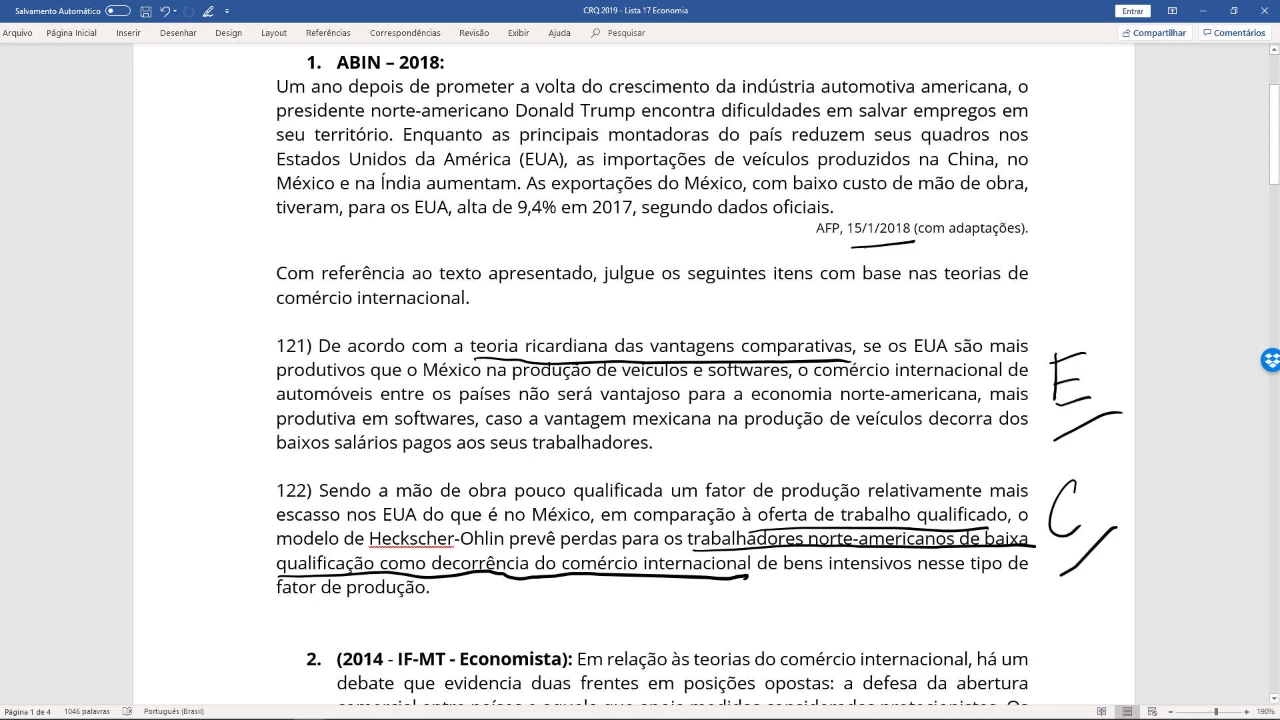 Salvamento Automático
CRQ 2019 - Lista 17 Economia
Entrar
Arquivo Página Inicial Inserir Desenhar Design Layout Referências Correspondências Revisão Exibir Ajuda Pesquisar Compartilhar Comentários
1. ABIN – 2018:
Um ano depois de prometer a volta do crescimento da indústria automotiva americana, o
presidente norte-americano Donald Trump encontra dificuldades em salvar empregos em
seu território. Enquanto as principais montadoras do país reduzem seus quadros nos
Estados Unidos da América (EUA), as importações de veículos produzidos na China, no
México e na Índia aumentam. As exportações do México, com baixo custo de mão de obra,
tiveram, para os EUA, alta de 9,4% em 2017, segundo dados oficiais.
AFP, 15/1/2018 (com adaptações).
Com referência ao texto apresentado, julgue os seguintes itens com base nas teorias de
comércio internacional.
121) De acordo com a teoria ricardiana das vantagens comparativas, se os EUA são mais
produtivos que o México na produção de veículos e softwares, o comércio internacional de
automóveis entre os países não será vantajoso para a economia norte-americana, mais
produtiva em softwares, caso a vantagem mexicana na produção de veículos decorra dos
baixos salários pagos aos seus trabalhadores.
E
122) Sendo a mão de obra pouco qualificada um fator de produção relativamente mais
escasso nos EUA do que é no México, em comparação à oferta de trabalho qualificado, o
modelo de Heckscher-Ohlin prevê perdas para os trabalhadores norte-americanos de baixa
qualificação como decorrência do comércio internacional de bens intensivos nesse tipo de
fator de produção.
C
2. (2014 - IF-MT - Economista): Em relação às teorias do comércio internacional, há um
debate que evidencia duas frentes em posições opostas: a defesa da abertura
Página 1 de 4 1046 palavras Português (Brasil) 190%